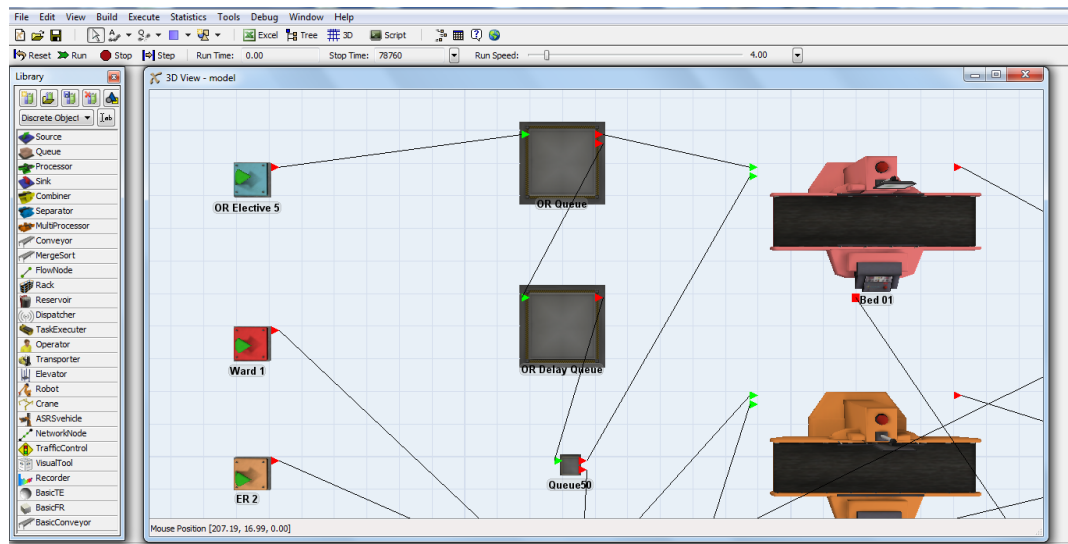 File Edit View Build Execute Statistics Tools Debug Window Help
Excel Tree 3D Script
Reset Run Stop Step Run Time: 0.00 Stop Time: 78760 Run Speed: 4.00
Library
3D View - model
Discrete Object
Source
Queue
Processor
Sink
Combiner
Separator
MultiProcessor
Conveyor
MergeSort
FlowNode
Rack
Reservoir
Dispatcher
TaskExecuter
Operator
Transporter
Elevator
Robot
Crane
ASRSvehicle
NetworkNode
TrafficControl
VisualTool
Recorder
BasicTE
BasicFR
BasicConveyor
OR Elective 5
OR Queue
Bed 01
Ward 1
OR Delay Queue
ER 2
Queue50
Mouse Position [207.19, 16.99, 0.00]